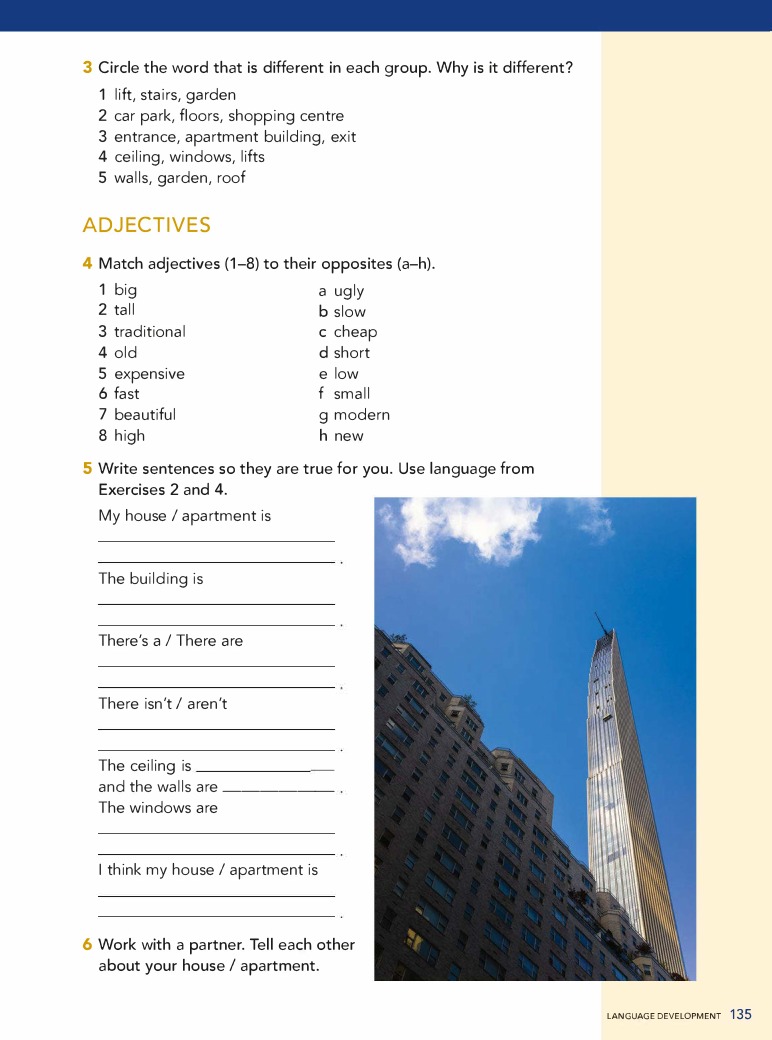 3 Circle the word that is different in each group. Why is it different?
1 lift, stairs, garden
2 car park, floors, shopping centre
3 entrance, apartment building, exit
4 ceiling, windows, lifts
5 walls, garden, roof
ADJECTIVES
4 Match adjectives (1–8) to their opposites (a–h).
1 big
2 tall
3 traditional
4 old
5 expensive
6 fast
7 beautiful
8 high
a ugly
b slow
c cheap
d short
e low
f small
g modern
h new
5 Write sentences so they are true for you. Use language from
Exercises 2 and 4.
My house / apartment is
.
The building is
.
There's a / There are
.
There isn't / aren't
.
The ceiling is
and the walls are .
The windows are
.
I think my house / apartment is
.
6 Work with a partner. Tell each other
about your house / apartment.
LANGUAGE DEVELOPMENT 135